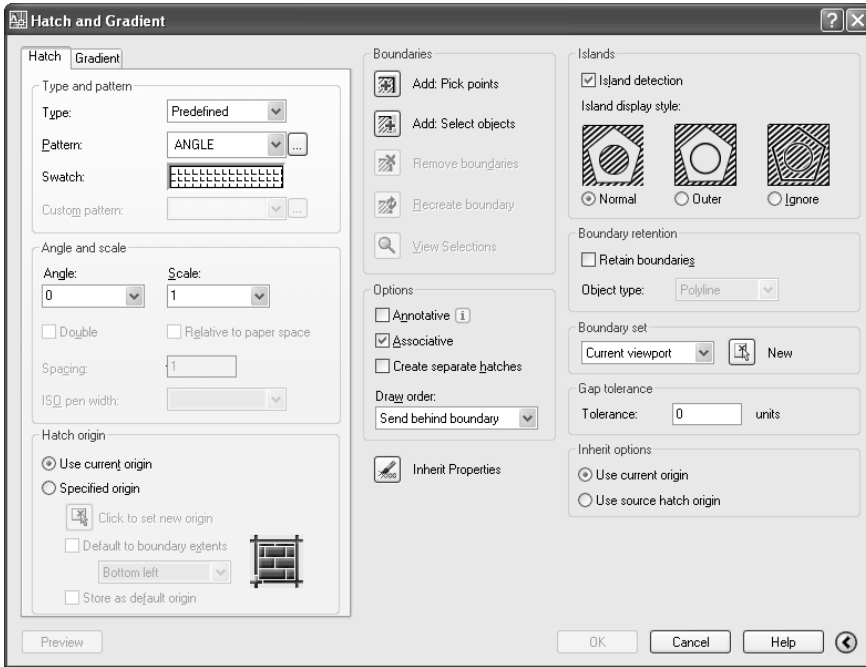 Hatch and Gradient
Hatch
Gradient
Type and pattern
Type:
Predefined
Pattern:
ANGLE
...
Swatch:
Custom pattern:
...
Angle and scale
Angle:
Scale:
0
1
Double
Relative to paper space
Spacing:
1
ISO pen width:
Hatch origin
Use current origin
Specified origin
Click to set new origin
Default to boundary extents
Bottom left
Store as default origin
Boundaries
Add: Pick points
Add: Select objects
Remove boundaries
Recreate boundary
View Selections
Options
Annotative
i
Associative
Create separate hatches
Draw order:
Send behind boundary
Inherit Properties
Islands
Island detection
Island display style:
Normal
Outer
Ignore
Boundary retention
Retain boundaries
Object type:
Polyline
Boundary set
Current viewport
New
Gap tolerance
Tolerance:
0
units
Inherit options
Use current origin
Use source hatch origin
Preview
OK
Cancel
Help